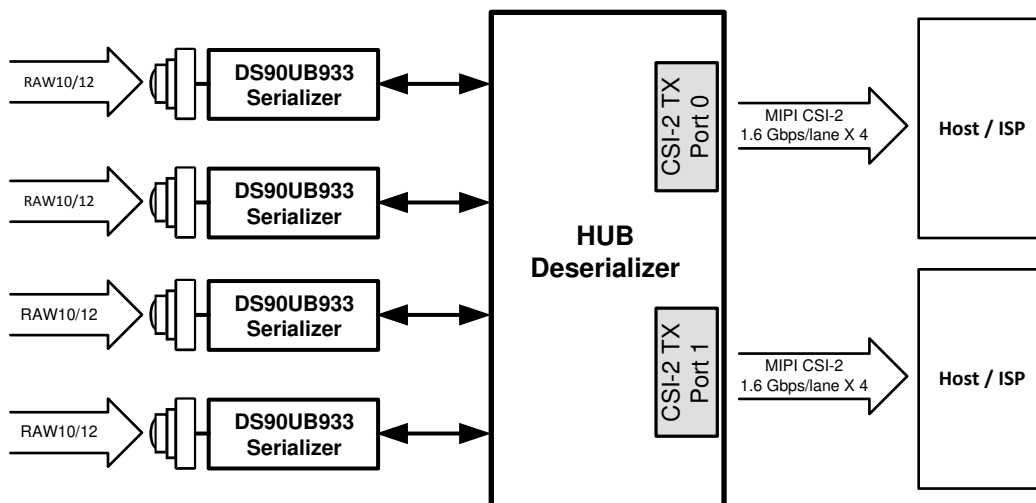 RAW10/12
DS90UB933
Serializer
RAW10/12
DS90UB933
Serializer
RAW10/12
DS90UB933
Serializer
RAW10/12
DS90UB933
Serializer
HUB
Deserializer
CSI-2 TX
Port 0
CSI-2 TX
Port 1
MIPI CSI-2
1.6 Gbps/lane X 4
Host / ISP
MIPI CSI-2
1.6 Gbps/lane X 4
Host / ISP